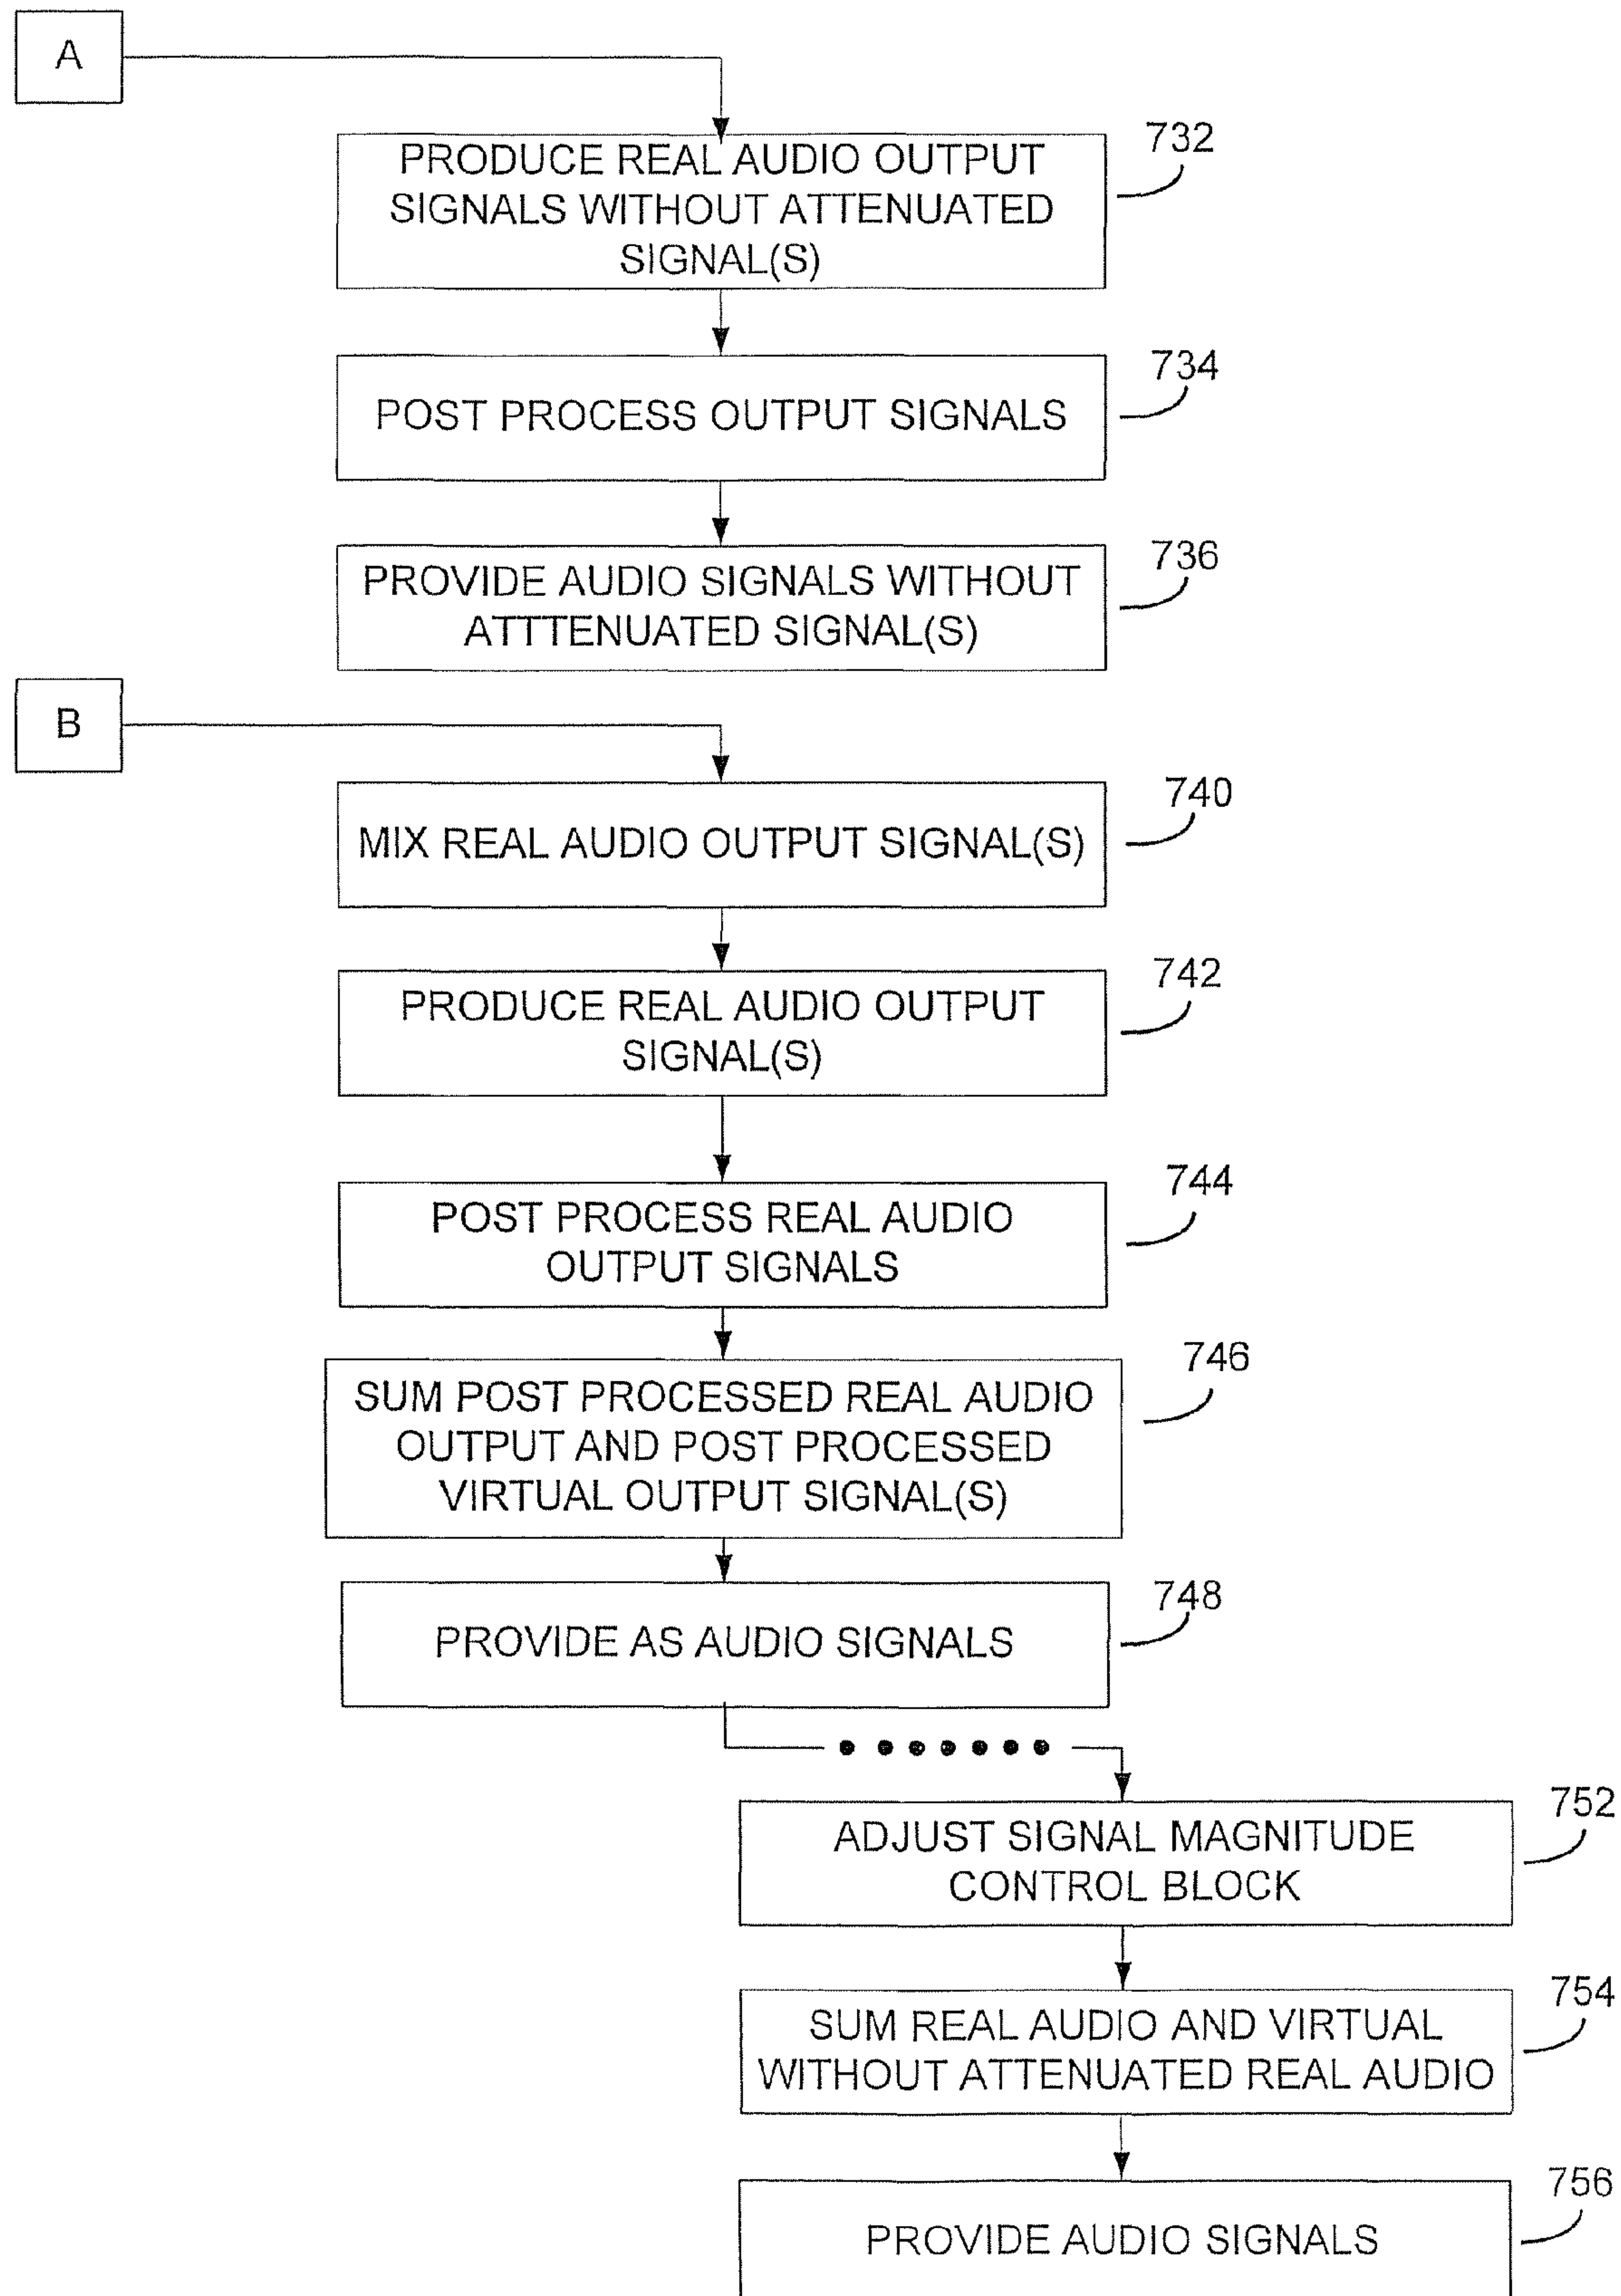 A
732
PRODUCE REAL AUDIO OUTPUT
SIGNALS WITHOUT ATTENUATED
SIGNAL(S)
734
POST PROCESS OUTPUT SIGNALS
736
PROVIDE AUDIO SIGNALS WITHOUT
ATTTENUATED SIGNAL(S)
B
740
MIX REAL AUDIO OUTPUT SIGNAL(S)
742
PRODUCE REAL AUDIO OUTPUT
SIGNAL(S)
744
POST PROCESS REAL AUDIO
OUTPUT SIGNALS
746
SUM POST PROCESSED REAL AUDIO
OUTPUT AND POST PROCESSED
VIRTUAL OUTPUT SIGNAL(S)
748
PROVIDE AS AUDIO SIGNALS
752
ADJUST SIGNAL MAGNITUDE
CONTROL BLOCK
754
SUM REAL AUDIO AND VIRTUAL
WITHOUT ATTENUATED REAL AUDIO
756
PROVIDE AUDIO SIGNALS